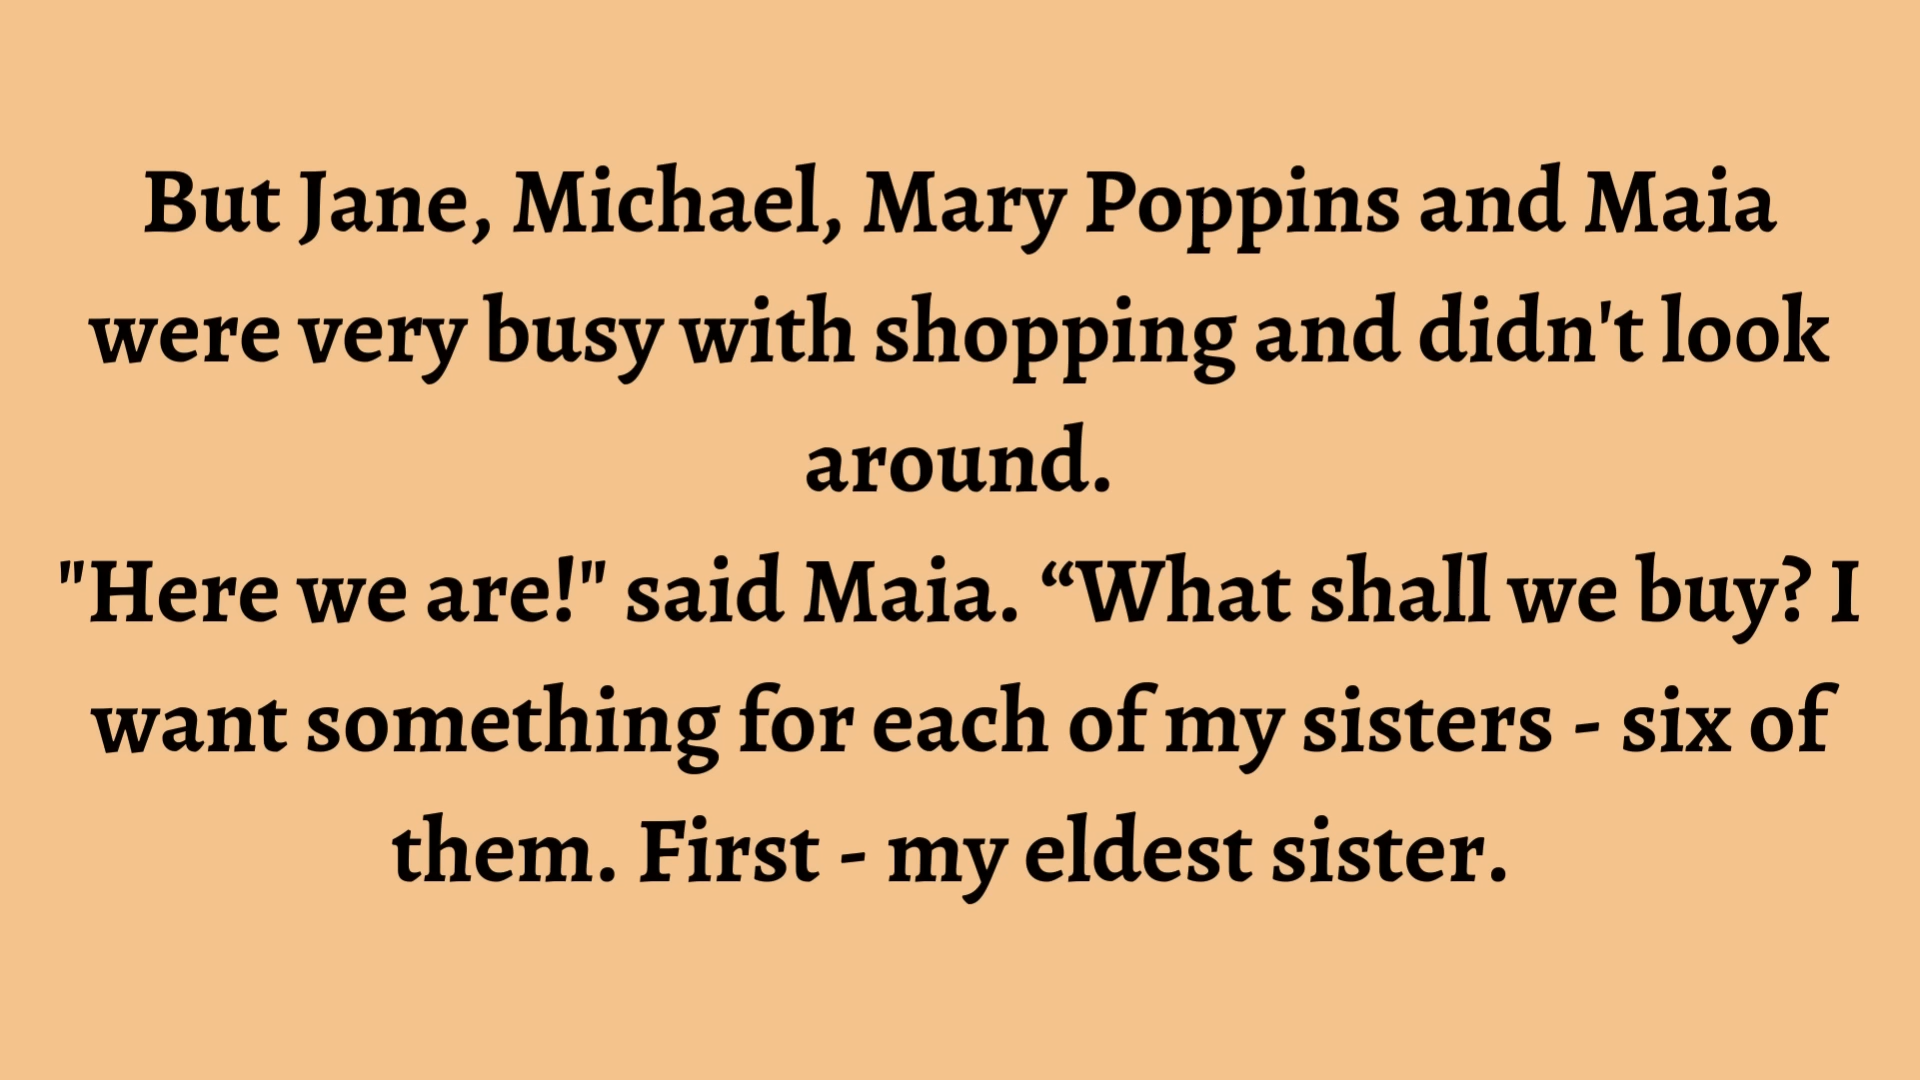 But Jane, Michael, Mary Poppins and Maia
were very busy with shopping and didn't look
around.
"Here we are!" said Maia. “What shall we buy? I
want something for each of my sisters - six of
them. First - my eldest sister.